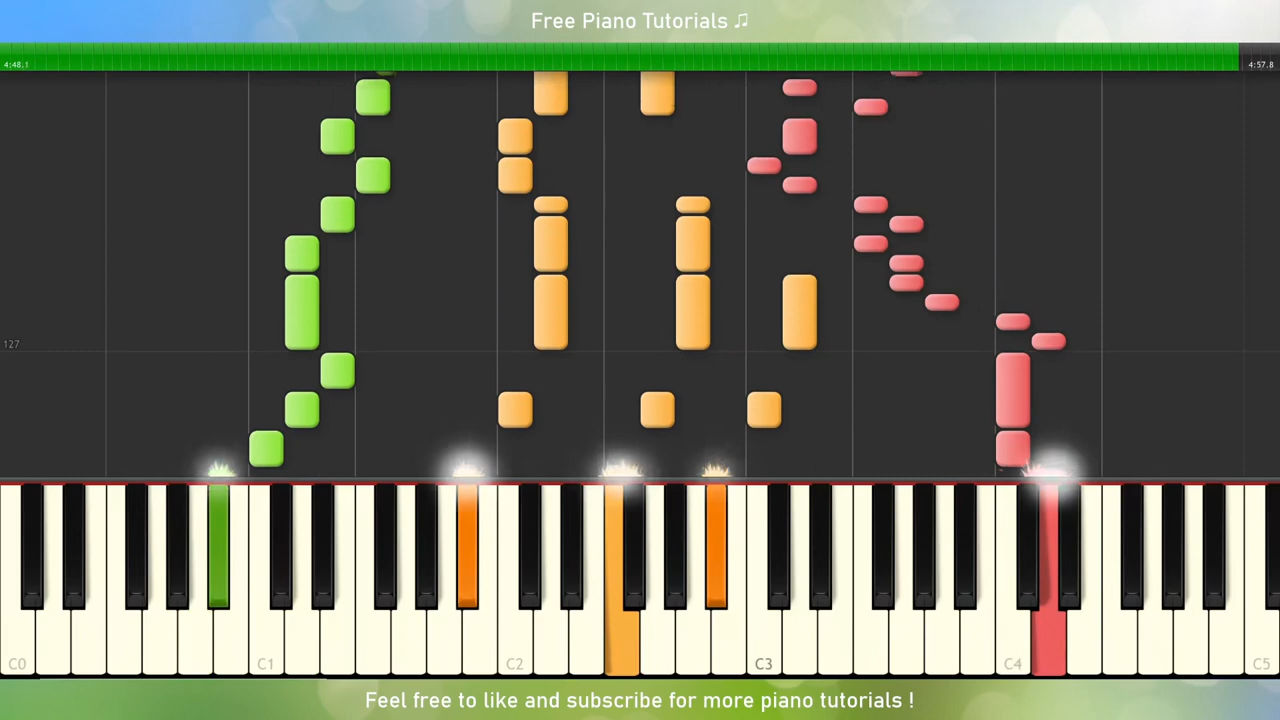 Free Piano Tutorials ♫
4:48,1
4:57.8
127
C0 C1 C2 C3 C4 C5
Feel free to like and subscribe for more piano tutorials !